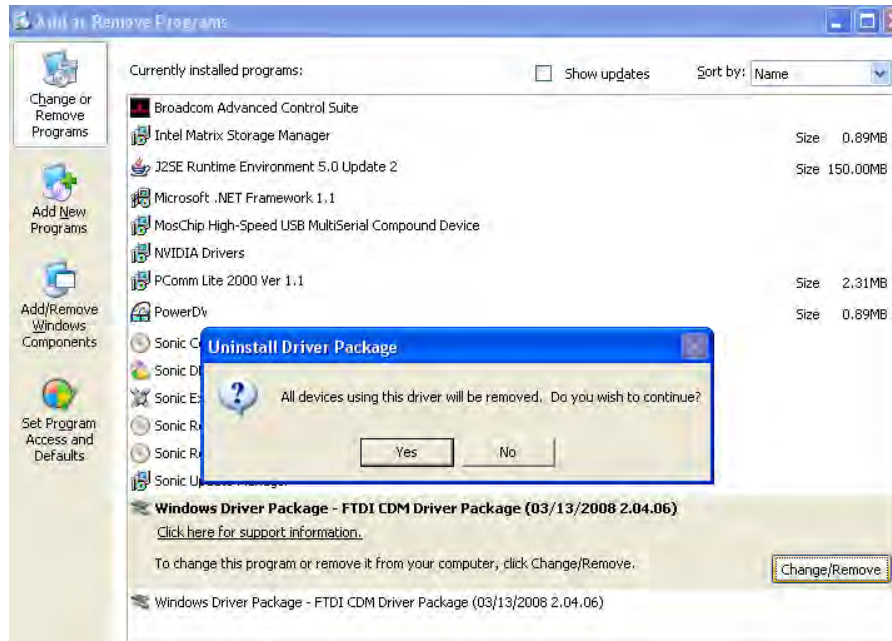 Add or Remove Programs
Change or
Remove
Programs
Add New
Programs
Add/Remove
Windows
Components
Set Program
Access and
Defaults
Currently installed programs:
Show updates
Sort by: Name
Broadcom Advanced Control Suite
Intel Matrix Storage Manager Size 0.89MB
J2SE Runtime Environment 5.0 Update 2 Size 150.00MB
Microsoft .NET Framework 1.1
MosChip High-Speed USB MultiSerial Compound Device
NVIDIA Drivers
PComm Lite 2000 Ver 1.1 Size 2.31MB
Size 0.89MB
Sonic
Sonic
Sonic
Sonic
Sonic
Sonic
Uninstall Driver Package
All devices using this driver will be removed. Do you wish to continue?
Yes No
Windows Driver Package - FTDI CDM Driver Package (03/13/2008 2.04.06)
Click here for support information.
To change this program or remove it from your computer, click Change/Remove.
Change/Remove
Windows Driver Package - FTDI CDM Driver Package (03/13/2008 2.04.06)